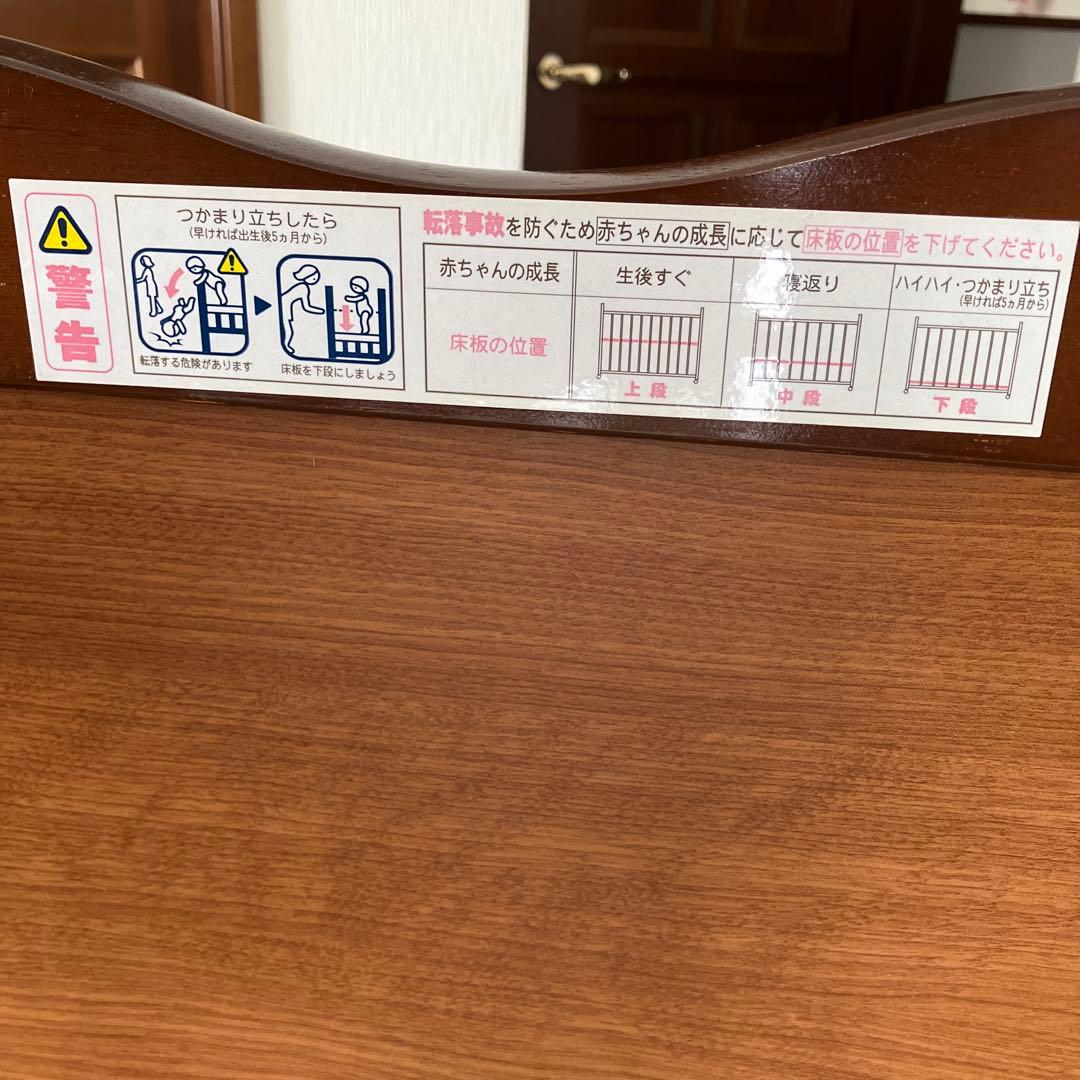 警告
つかまり立ちしたら
(早ければ出生後5ヵ月から)
転落する危険があります
床板を下段にしましょう
転落事故を防ぐため赤ちゃんの成長に応じて床板の位置を下げてください。
赤ちゃんの成長 生後すぐ 寝返り ハイハイ・つかまり立ち
(早ければ5ヵ月から)
床板の位置 上段 中段 下段